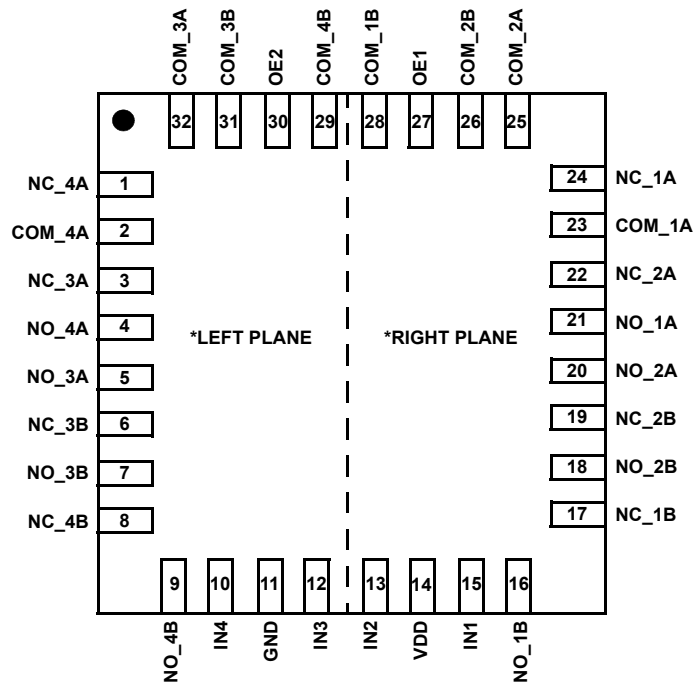 COM_3A
COM_3B
OE2
COM_4B
COM_1B
OE1
COM_2B
COM_2A
32
31
30
29
28
27
26
25
NC_4A 1
COM_4A 2
NC_3A 3
NO_4A 4
NO_3A 5
NC_3B 6
NO_3B 7
NC_4B 8
*LEFT PLANE
*RIGHT PLANE
24 NC_1A
23 COM_1A
22 NC_2A
21 NO_1A
20 NO_2A
19 NC_2B
18 NO_2B
17 NC_1B
9
10
11
12
13
14
15
16
NO_4B
IN4
GND
IN3
IN2
VDD
IN1
NO_1B